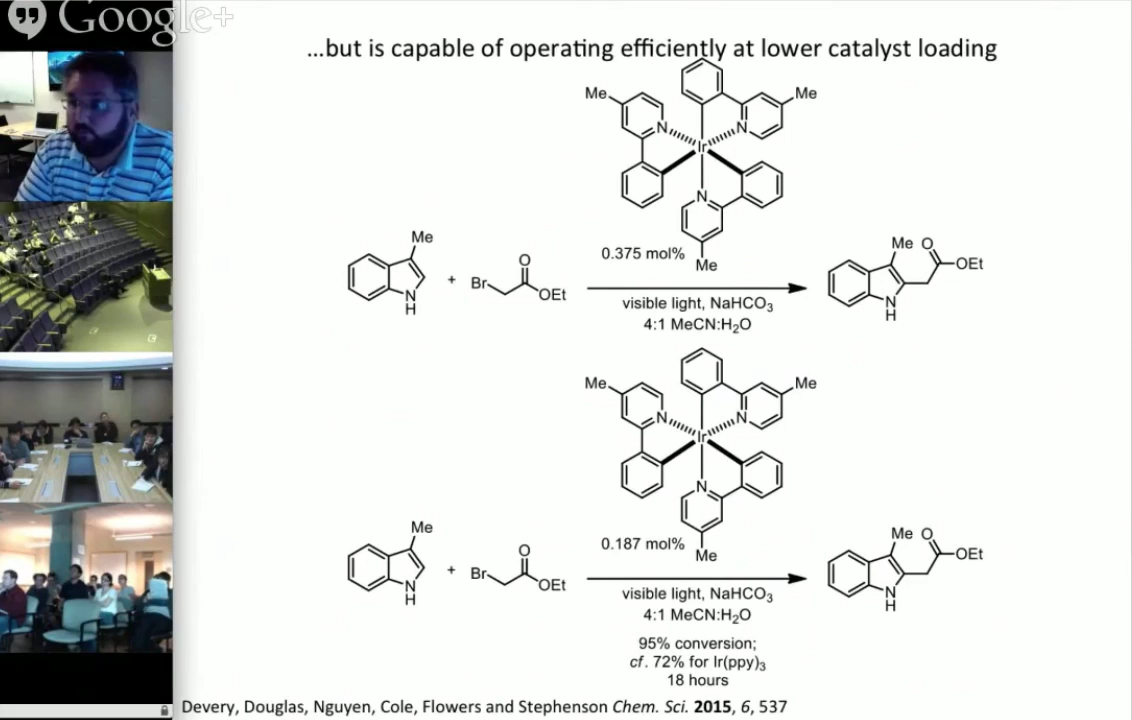 Google+
...but is capable of operating efficiently at lower catalyst loading
Me
Me
N
N
Ir
N
0.375 mol%
Me
Me
N
H
+
Br
O
OEt
visible light, NaHCO₃
4:1 MeCN:H₂O
Me
O
OEt
N
H
Me
Me
N
N
Ir
N
0.187 mol%
Me
Me
N
H
+
Br
O
OEt
visible light, NaHCO₃
4:1 MeCN:H₂O
Me
O
OEt
N
H
95% conversion;
cf. 72% for Ir(ppy)₃
18 hours
Devery, Douglas, Nguyen, Cole, Flowers and Stephenson Chem. Sci. 2015, 6, 537